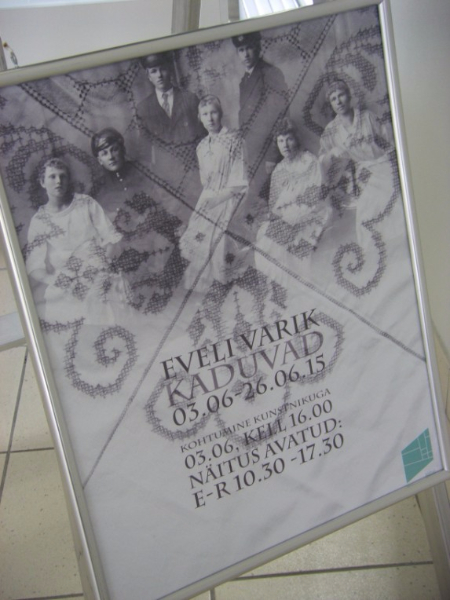 EVELI VARIK
KADUVAD
03.06-26.06.15
KOHTUMINE KUNSTNIKUGA
03.06, KELL 16.00
NÄITUS AVATUD:
E-R 10.30 -17.30